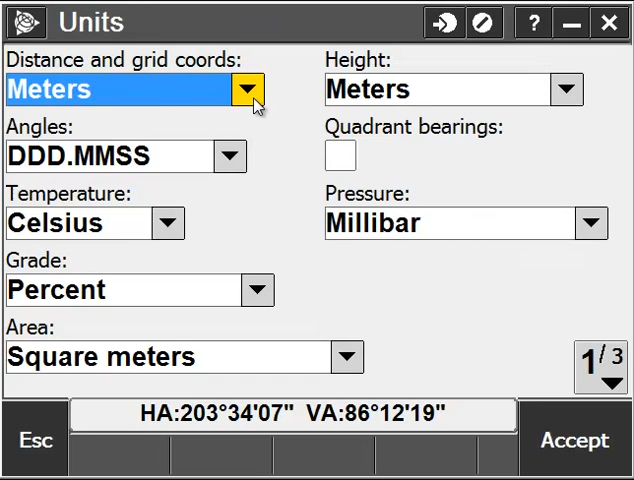 Units
?
Distance and grid coords:
Height:
Meters
Meters
Angles:
Quadrant bearings:
DDD.MMSS
Temperature:
Pressure:
Celsius
Millibar
Grade:
Percent
Area:
Square meters
1/3
HA:203°34'07" VA:86°12'19"
Esc
Accept